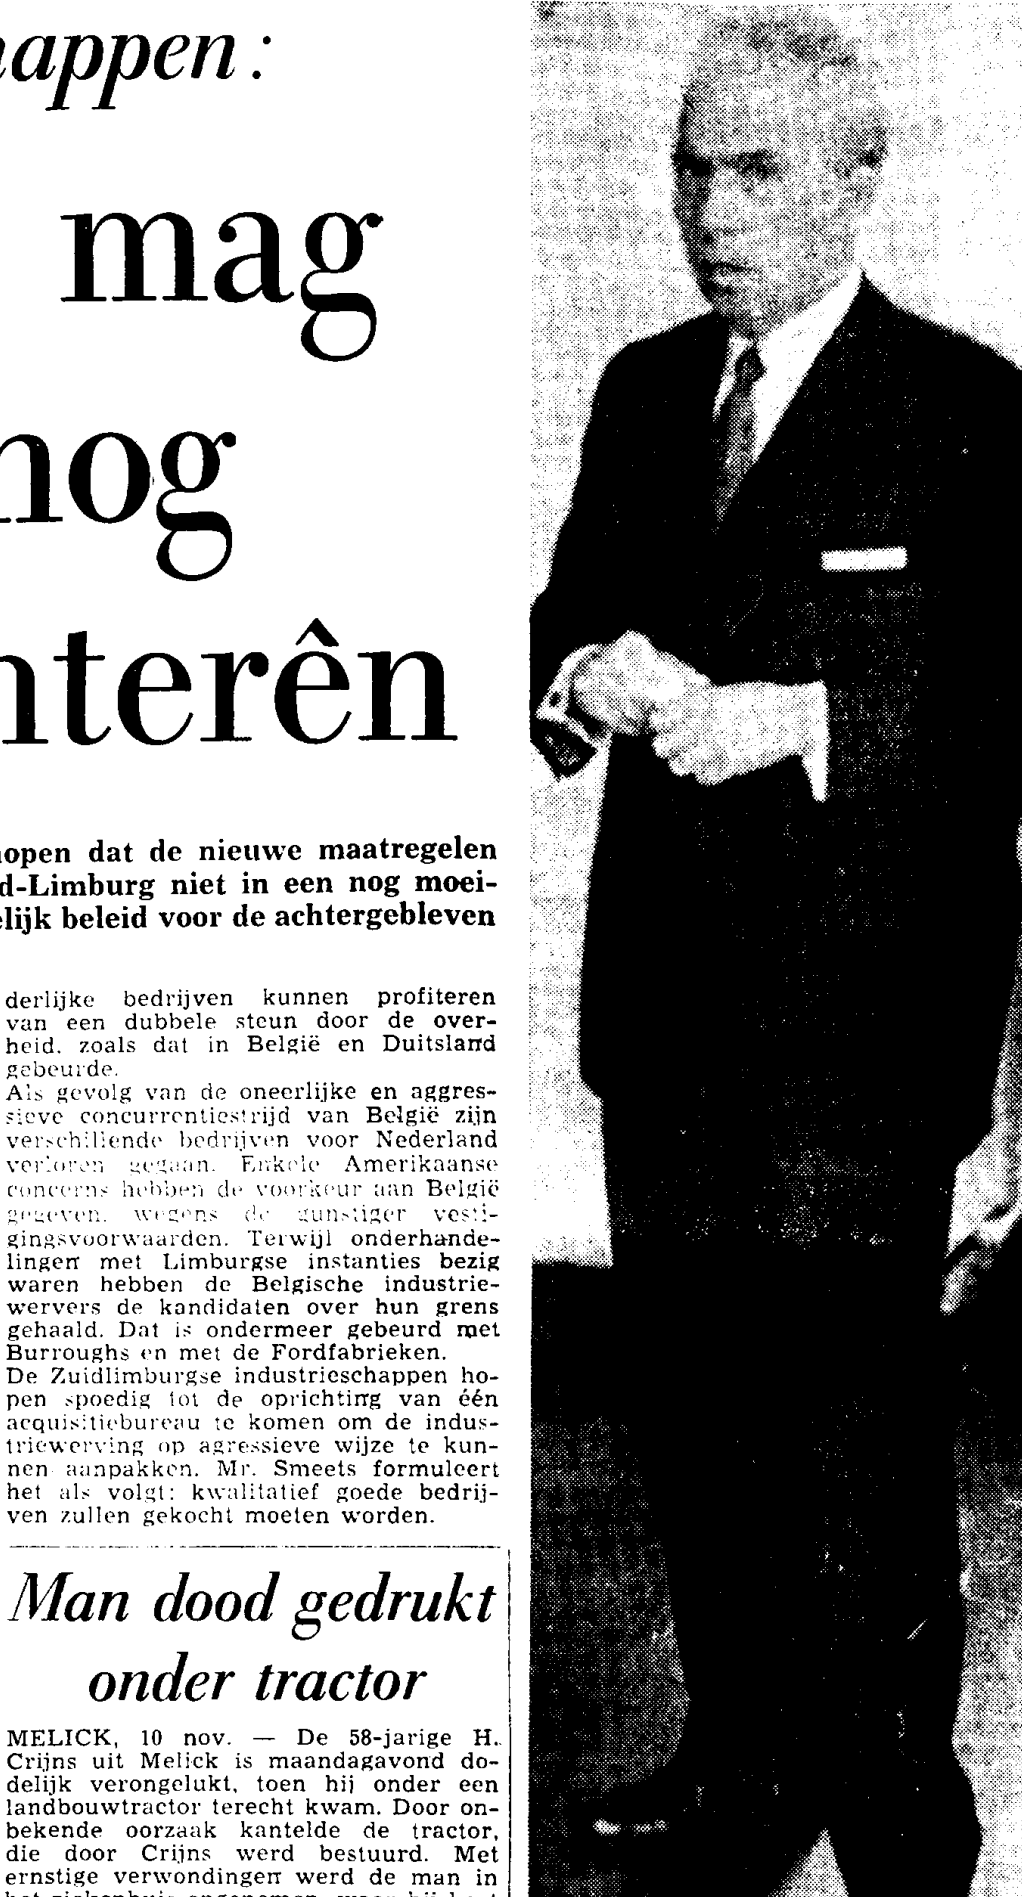 happen:
mag
nog
nterên
hopen dat de nieuwe maatregelen
d-Limburg niet in een nog moei-
elijk beleid voor de achtergebleven
derlijke bedrijven kunnen profiteren
van een dubbele steun door de over-
heid. zoals dat in België en Duitsland
gebeurde.
Als gevolg van de oneerlijke en aggres-
sieve concurrentiestrijd van België zijn
verschillende bedrijven voor Nederland
verloren gegaan. Enkele Amerikaanse
concerns hebben de voorkeur aan België
gegeven. wegens de gunstiger vesti-
gingsvoorwaarden. Terwijl onderhande-
lingen met Limburgse instanties bezig
waren hebben de Belgische industrie-
wervers de kandidaten over hun grens
gehaald. Dat is ondermeer gebeurd met
Burroughs en met de Fordfabrieken.
De Zuidlimburgse industrieschappen ho-
pen spoedig tot de oprichting van één
acquisitiebureau te komen om de indus-
triewerving op agressieve wijze te kun-
nen aanpakken. Mr. Smeets formuleert
het als volgt: kwalitatief goede bedrij-
ven zullen gekocht moeten worden.
Man dood gedrukt
onder tractor
MELICK, 10 nov. — De 58-jarige H.
Crijns uit Melick is maandagavond do-
delijk verongelukt, toen hij onder een
landbouwtractor terecht kwam. Door on-
bekende oorzaak kantelde de tractor,
die door Crijns werd bestuurd. Met
ernstige verwondingen werd de man in